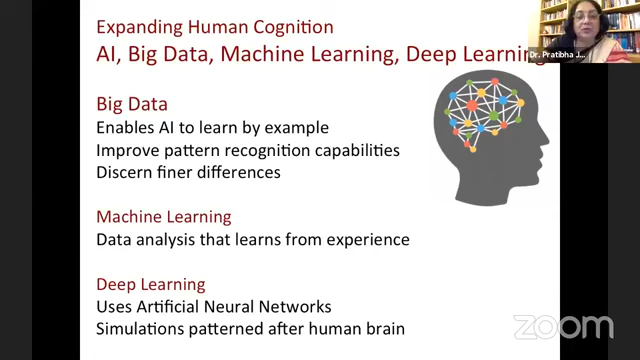 Expanding Human Cognition
AI, Big Data, Machine Learning, Deep Learning
Dr. Pratibha J...
Big Data
Enables AI to learn by example
Improve pattern recognition capabilities
Discern finer differences
Machine Learning
Data analysis that learns from experience
Deep Learning
Uses Artificial Neural Networks
Simulations patterned after human brain
zoom